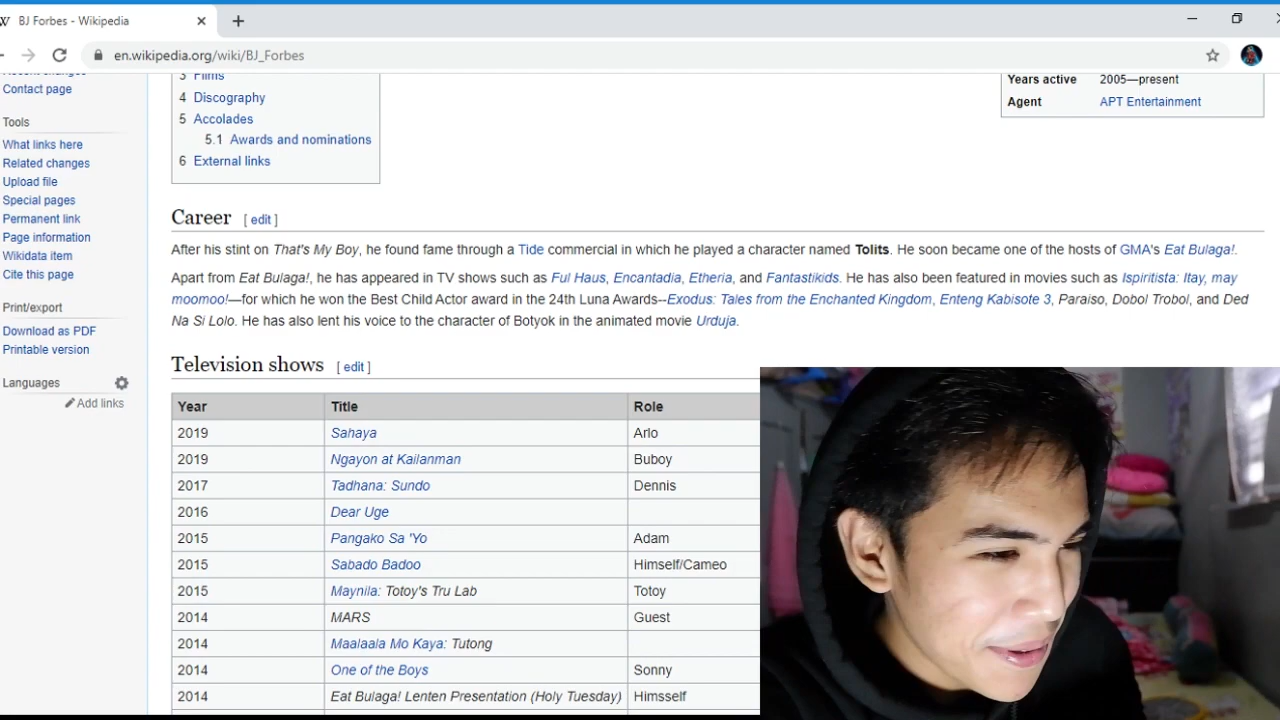 BJ Forbes - Wikipedia
en.wikipedia.org/wiki/BJ_Forbes
Recent changes
Contact page
Tools
What links here
Related changes
Upload file
Special pages
Permanent link
Page information
Wikidata item
Cite this page
Print/export
Download as PDF
Printable version
Languages
Add links
3 Films
4 Discography
5 Accolades
5.1 Awards and nominations
6 External links
Years active 2005—present
Agent APT Entertainment
Career [ edit ]
After his stint on That's My Boy, he found fame through a Tide commercial in which he played a character named Tolits. He soon became one of the hosts of GMA's Eat Bulaga!.
Apart from Eat Bulaga!, he has appeared in TV shows such as Ful Haus, Encantadia, Etheria, and Fantastikids. He has also been featured in movies such as Ispiritista: Itay, may
moomoo!—for which he won the Best Child Actor award in the 24th Luna Awards--Exodus: Tales from the Enchanted Kingdom, Enteng Kabisote 3, Paraiso, Dobol Trobol, and Ded
Na Si Lolo. He has also lent his voice to the character of Botyok in the animated movie Urduja.
Television shows [ edit ]
Year Title Role
2019 Sahaya Arlo
2019 Ngayon at Kailanman Buboy
2017 Tadhana: Sundo Dennis
2016 Dear Uge
2015 Pangako Sa 'Yo Adam
2015 Sabado Badoo Himself/Cameo
2015 Maynila: Totoy's Tru Lab Totoy
2014 MARS Guest
2014 Maalaala Mo Kaya: Tutong
2014 One of the Boys Sonny
2014 Eat Bulaga! Lenten Presentation (Holy Tuesday) Himsself